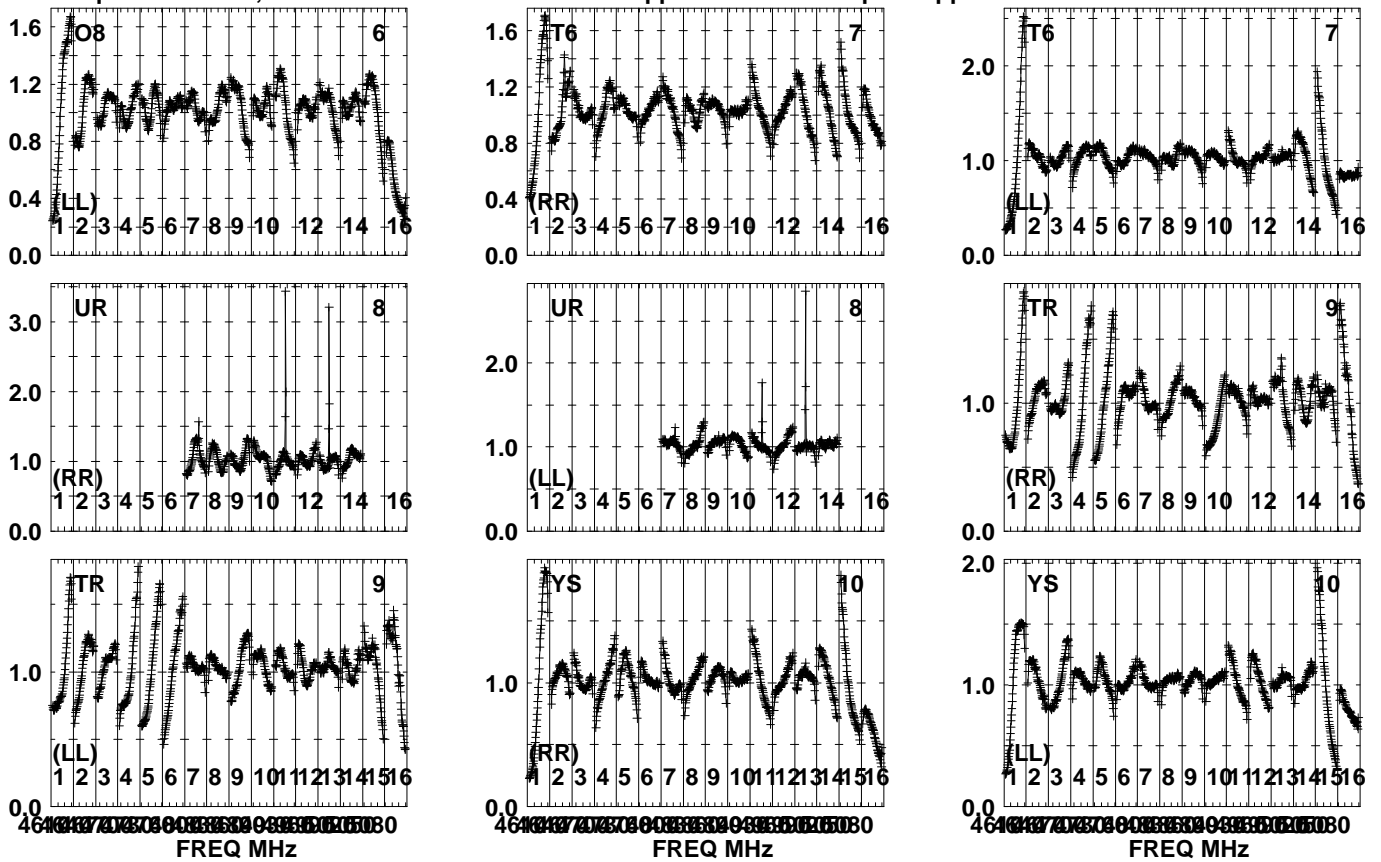 1.6 O8 6
1.2
0.8
0.4
(LL)
1 2 3 4 5 6 7 8 9 10 12 14 16
0.0
1.6 T6 7
1.2
0.8
0.4
(RR)
1 2 3 4 5 6 7 8 9 10 12 14 16
0.0
T6 7
2.0
1.0
(LL)
1 2 3 4 5 6 7 8 9 10 12 14 16
0.0
UR 8
3.0
2.0
1.0
(RR)
1 2 3 4 5 6 7 8 9 10 12 14 16
0.0
UR 8
2.0
1.0
(LL)
1 2 3 4 5 6 7 8 9 10 12 14 16
0.0
TR 9
1.0
(RR)
1 2 3 4 5 6 7 8 9 10 12 14 16
0.0
TR 9
1.0
(LL)
1 2 3 4 5 6 7 8 9 10 11 12 13 14 15 16
0.0
FREQ MHz
YS 10
1.0
(RR)
1 2 3 4 5 6 7 8 9 10 11 12 13 14 15 16
0.0
FREQ MHz
2.0 YS 10
1.0
(LL)
1 2 3 4 5 6 7 8 9 10 11 12 13 14 15 16
0.0
FREQ MHz